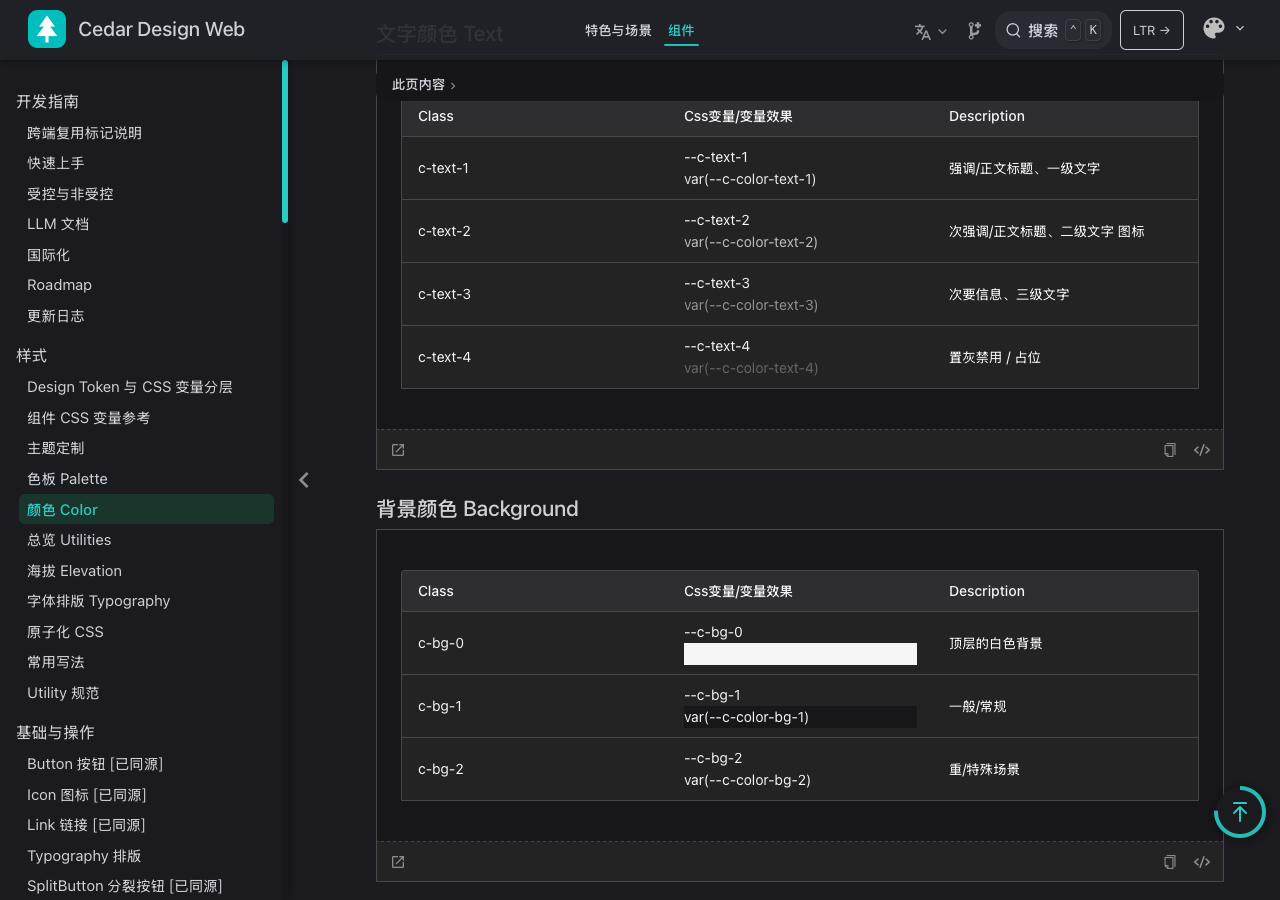 Cedar Design Web
文字颜色 Text
特色与场景
组件
搜索
^
K
LTR →
此页内容 ›
开发指南
跨端复用标记说明
快速上手
受控与非受控
LLM 文档
国际化
Roadmap
更新日志
样式
Design Token 与 CSS 变量分层
组件 CSS 变量参考
主题定制
色板 Palette
颜色 Color
总览 Utilities
海拔 Elevation
字体排版 Typography
原子化 CSS
常用写法
Utility 规范
基础与操作
Button 按钮 [已同源]
Icon 图标 [已同源]
Link 链接 [已同源]
Typography 排版
SplitButton 分裂按钮 [已同源]
Class
Css变量/变量效果
Description
c-text-1
--c-text-1
var(--c-color-text-1)
强调/正文标题、一级文字
c-text-2
--c-text-2
var(--c-color-text-2)
次强调/正文标题、二级文字 图标
c-text-3
--c-text-3
var(--c-color-text-3)
次要信息、三级文字
c-text-4
--c-text-4
var(--c-color-text-4)
置灰禁用 / 占位
背景颜色 Background
Class
Css变量/变量效果
Description
c-bg-0
--c-bg-0
顶层的白色背景
c-bg-1
--c-bg-1
var(--c-color-bg-1)
一般/常规
c-bg-2
--c-bg-2
var(--c-color-bg-2)
重/特殊场景